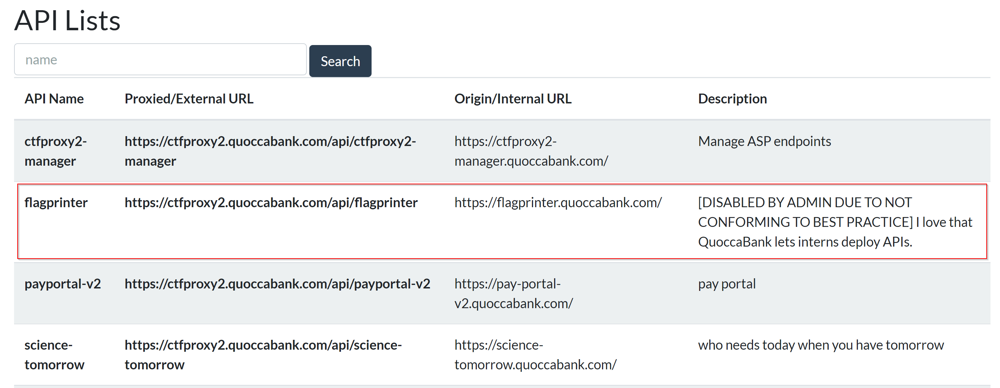 API Lists
name
Search
API Name Proxied/External URL Origin/Internal URL Description
ctfproxy2- https://ctfproxy2.quoccabank.com/api/ctfproxy2- https://ctfproxy2- Manage ASP endpoints
manager manager manager.quoccabank.com/
flagprinter https://ctfproxy2.quoccabank.com/api/flagprinter https://flagprinter.quoccabank.com/ [DISABLED BY ADMIN DUE TO NOT
CONFORMING TO BEST PRACTICE] I love that
QuoccaBank lets interns deploy APIs.
payportal-v2 https://ctfproxy2.quoccabank.com/api/payportal-v2 https://pay-portal- pay portal
v2.quoccabank.com/
science- https://ctfproxy2.quoccabank.com/api/science- https://science- who needs today when you have tomorrow
tomorrow tomorrow tomorrow.quoccabank.com/